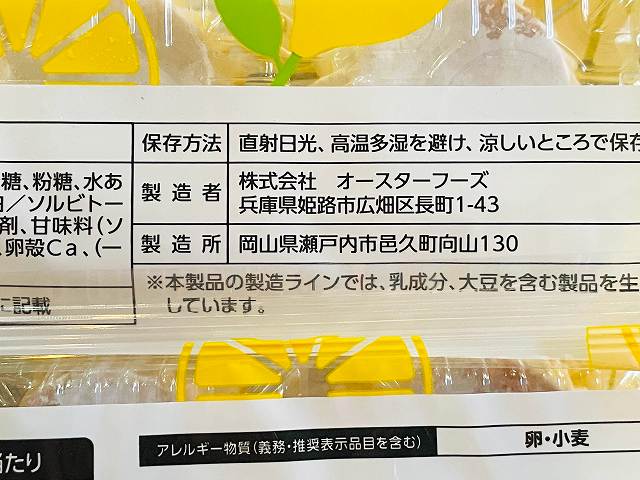 保存方法 直射日光、高温多湿を避け、涼しいところで保存
糖、粉糖、水あ
／ソルビトー
剤、甘味料(ソ
卵殻Ca、(一
製造者 株式会社 オースターフーズ
兵庫県姫路市広畑区長町1-43
製造所 岡山県瀬戸内市邑久町向山130
に記載
※本製品の製造ラインでは、乳成分、大豆を含む製品を生
しています。
当たり
アレルギー物質(義務・推奨表示品目を含む) 卵・小麦